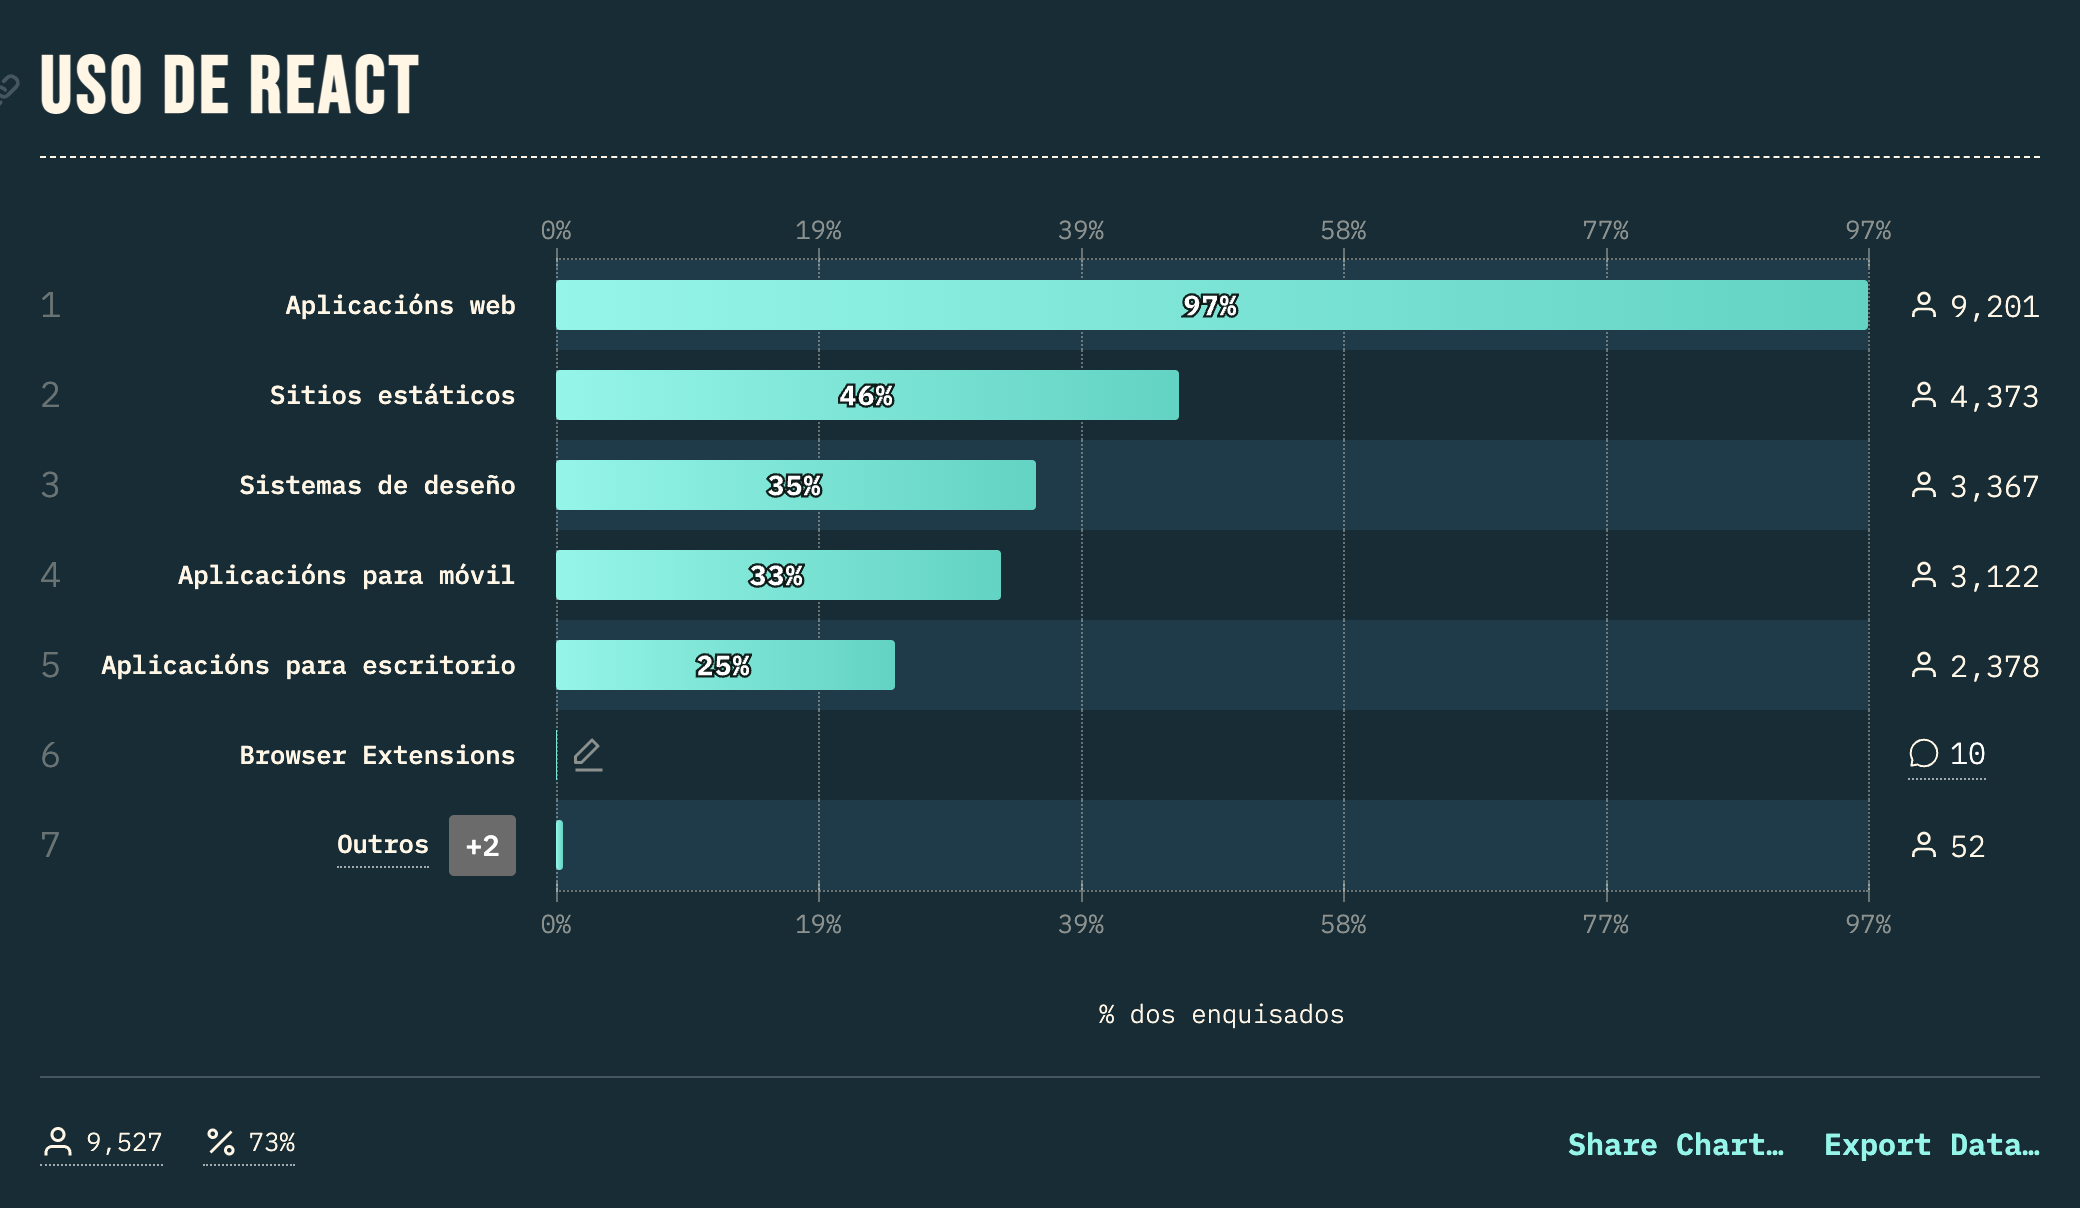 USO DE REACT
0% 19% 39% 58% 77% 97%
1 Aplicacións web 97% 9,201
2 Sitios estáticos 46% 4,373
3 Sistemas de deseño 35% 3,367
4 Aplicacións para móvil 33% 3,122
5 Aplicacións para escritorio 25% 2,378
6 Browser Extensions 10
7 Outros +2 52
0% 19% 39% 58% 77% 97%
% dos enquisados
9,527 73% Share Chart… Export Data…